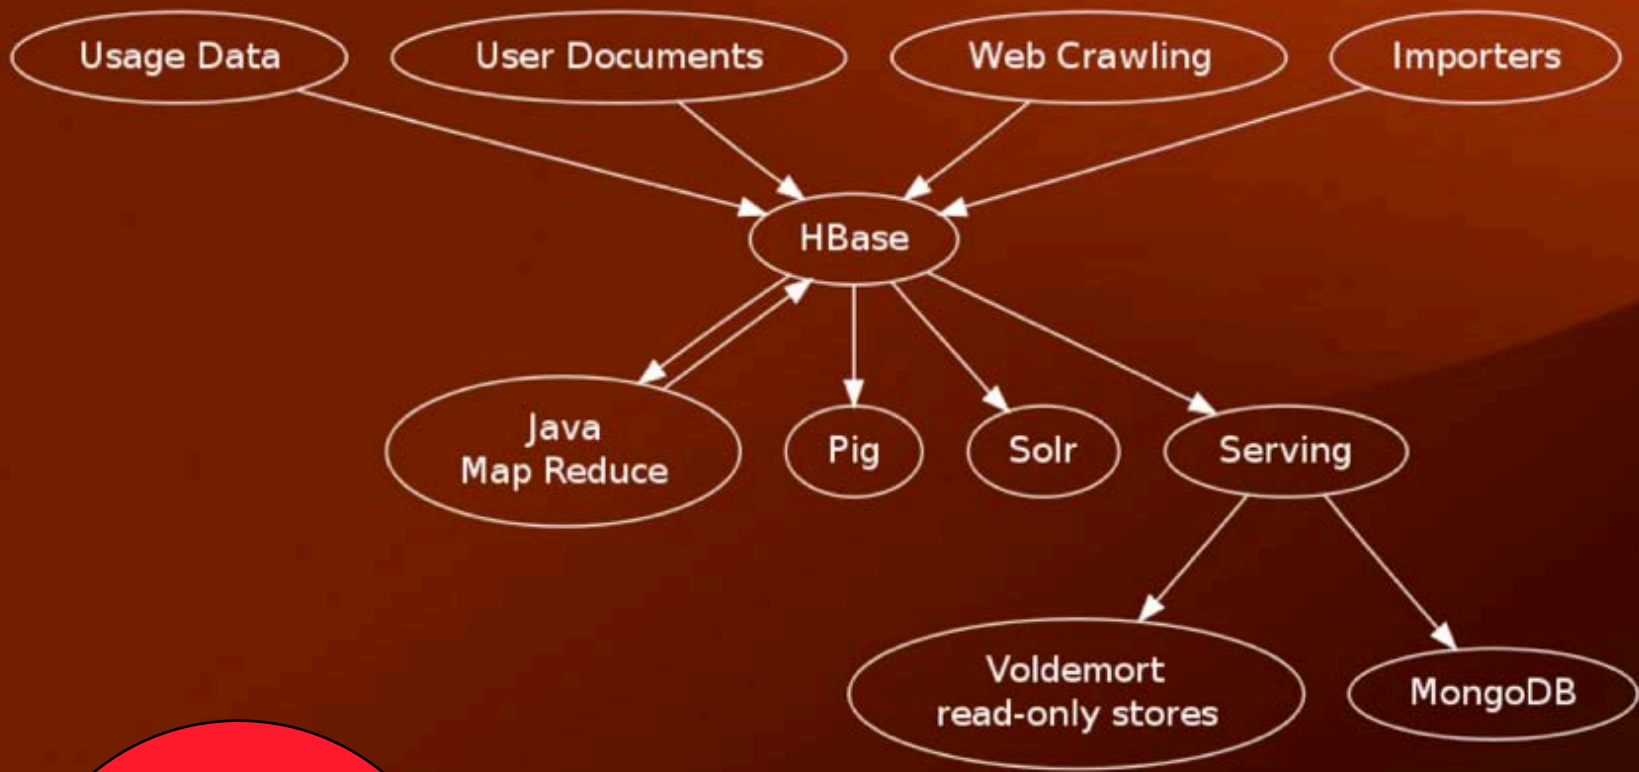 Usage Data
User Documents
Web Crawling
Importers
HBase
Java
Map Reduce
Pig
Solr
Serving
Voldemort
read-only stores
MongoDB